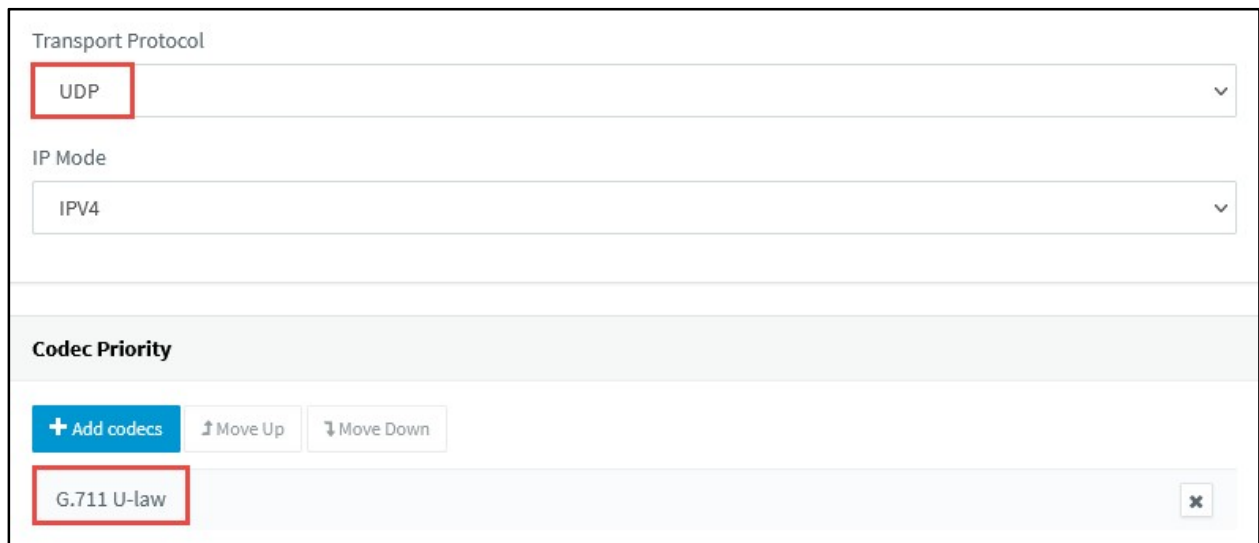 Transport Protocol
UDP
IP Mode
IPV4
Codec Priority
+ Add codecs Move Up Move Down
G.711 U-law